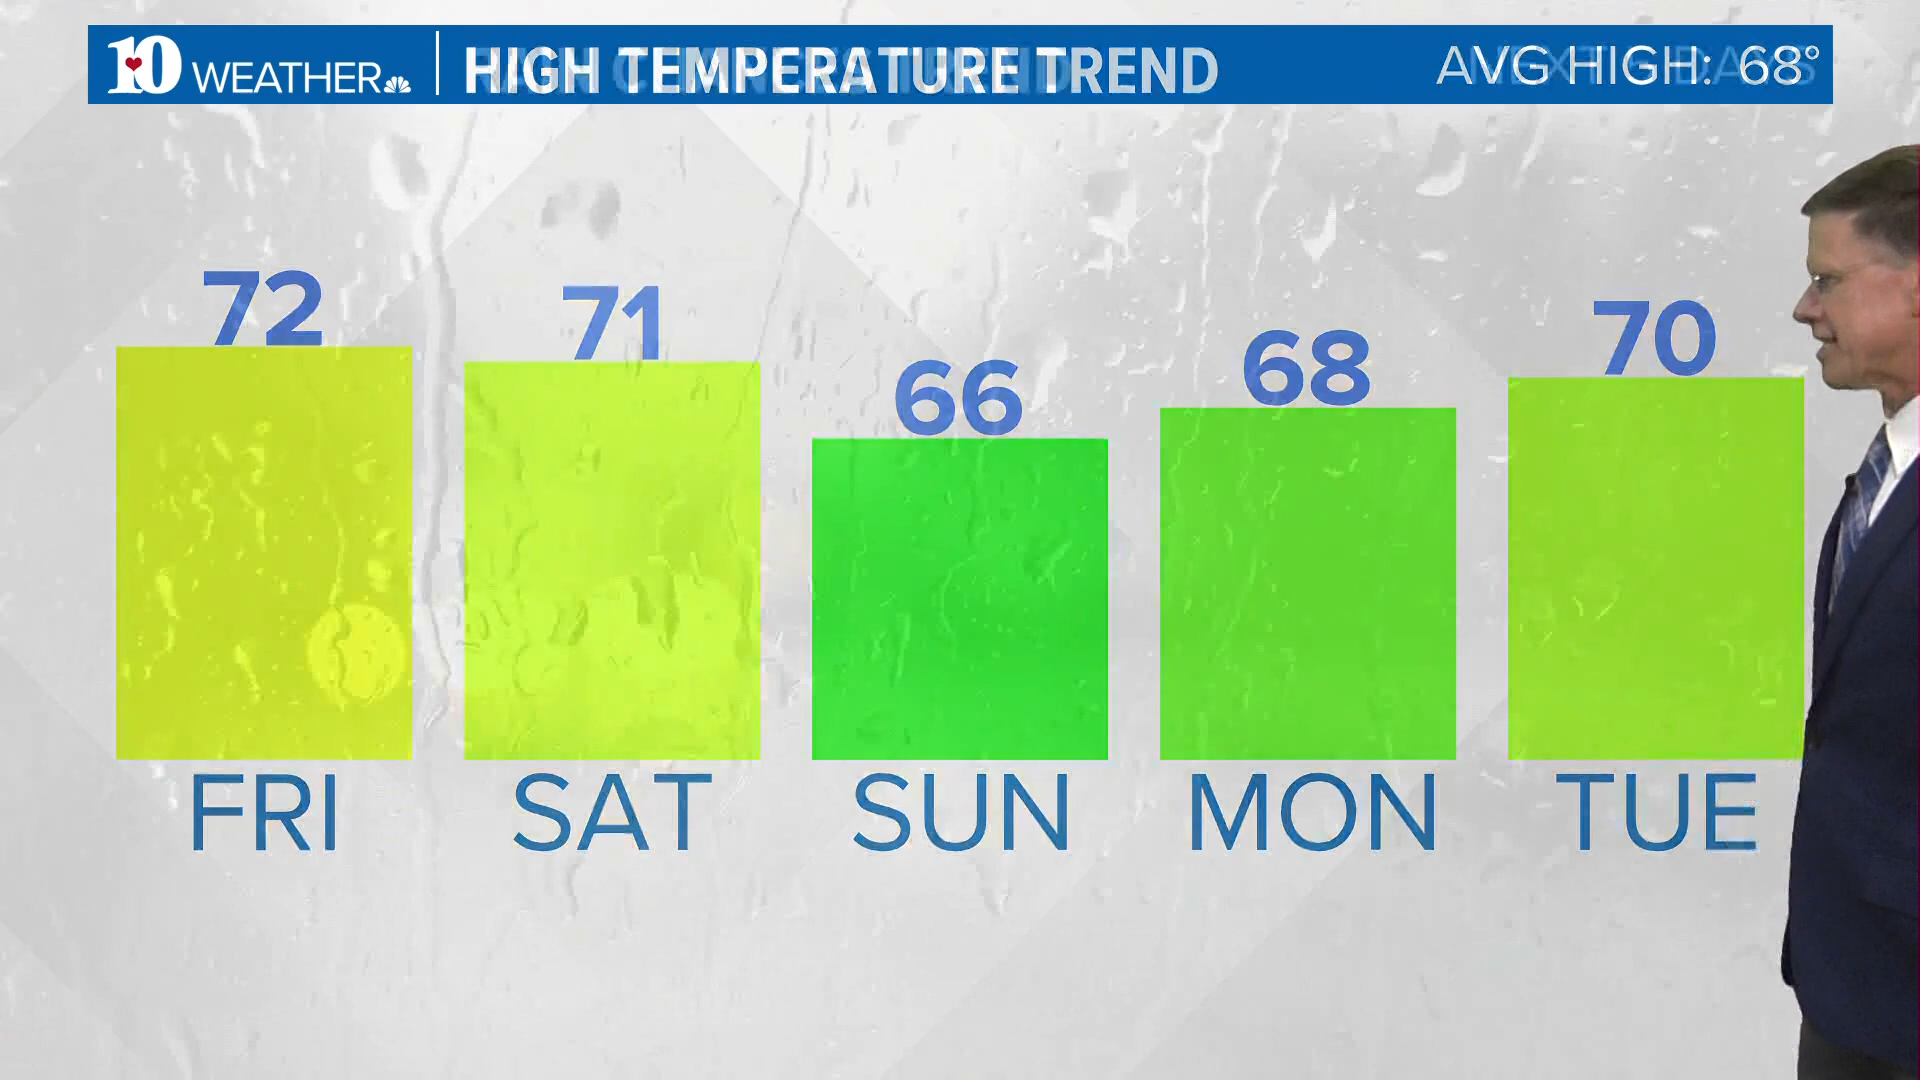 10 WEATHER HIGH TEMPERATURE TREND AVG HIGH: 68°
72 71 66 68 70
FRI SAT SUN MON TUE